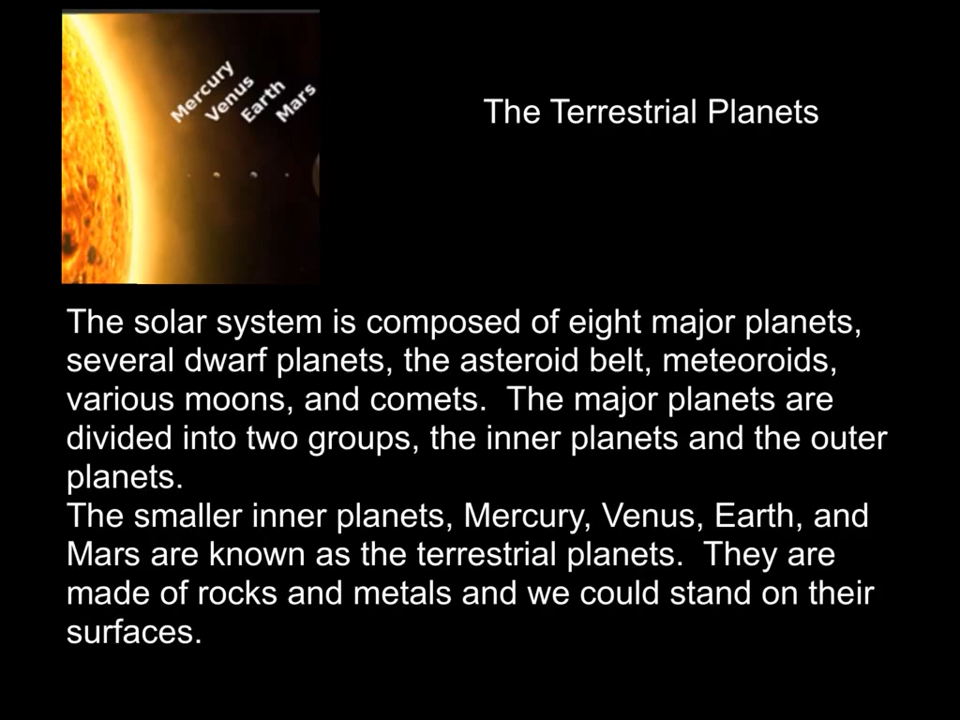 Mercury
Venus
Earth
Mars
The Terrestrial Planets
The solar system is composed of eight major planets,
several dwarf planets, the asteroid belt, meteoroids,
various moons, and comets.  The major planets are
divided into two groups, the inner planets and the outer
planets.
The smaller inner planets, Mercury, Venus, Earth, and
Mars are known as the terrestrial planets.  They are
made of rocks and metals and we could stand on their
surfaces.